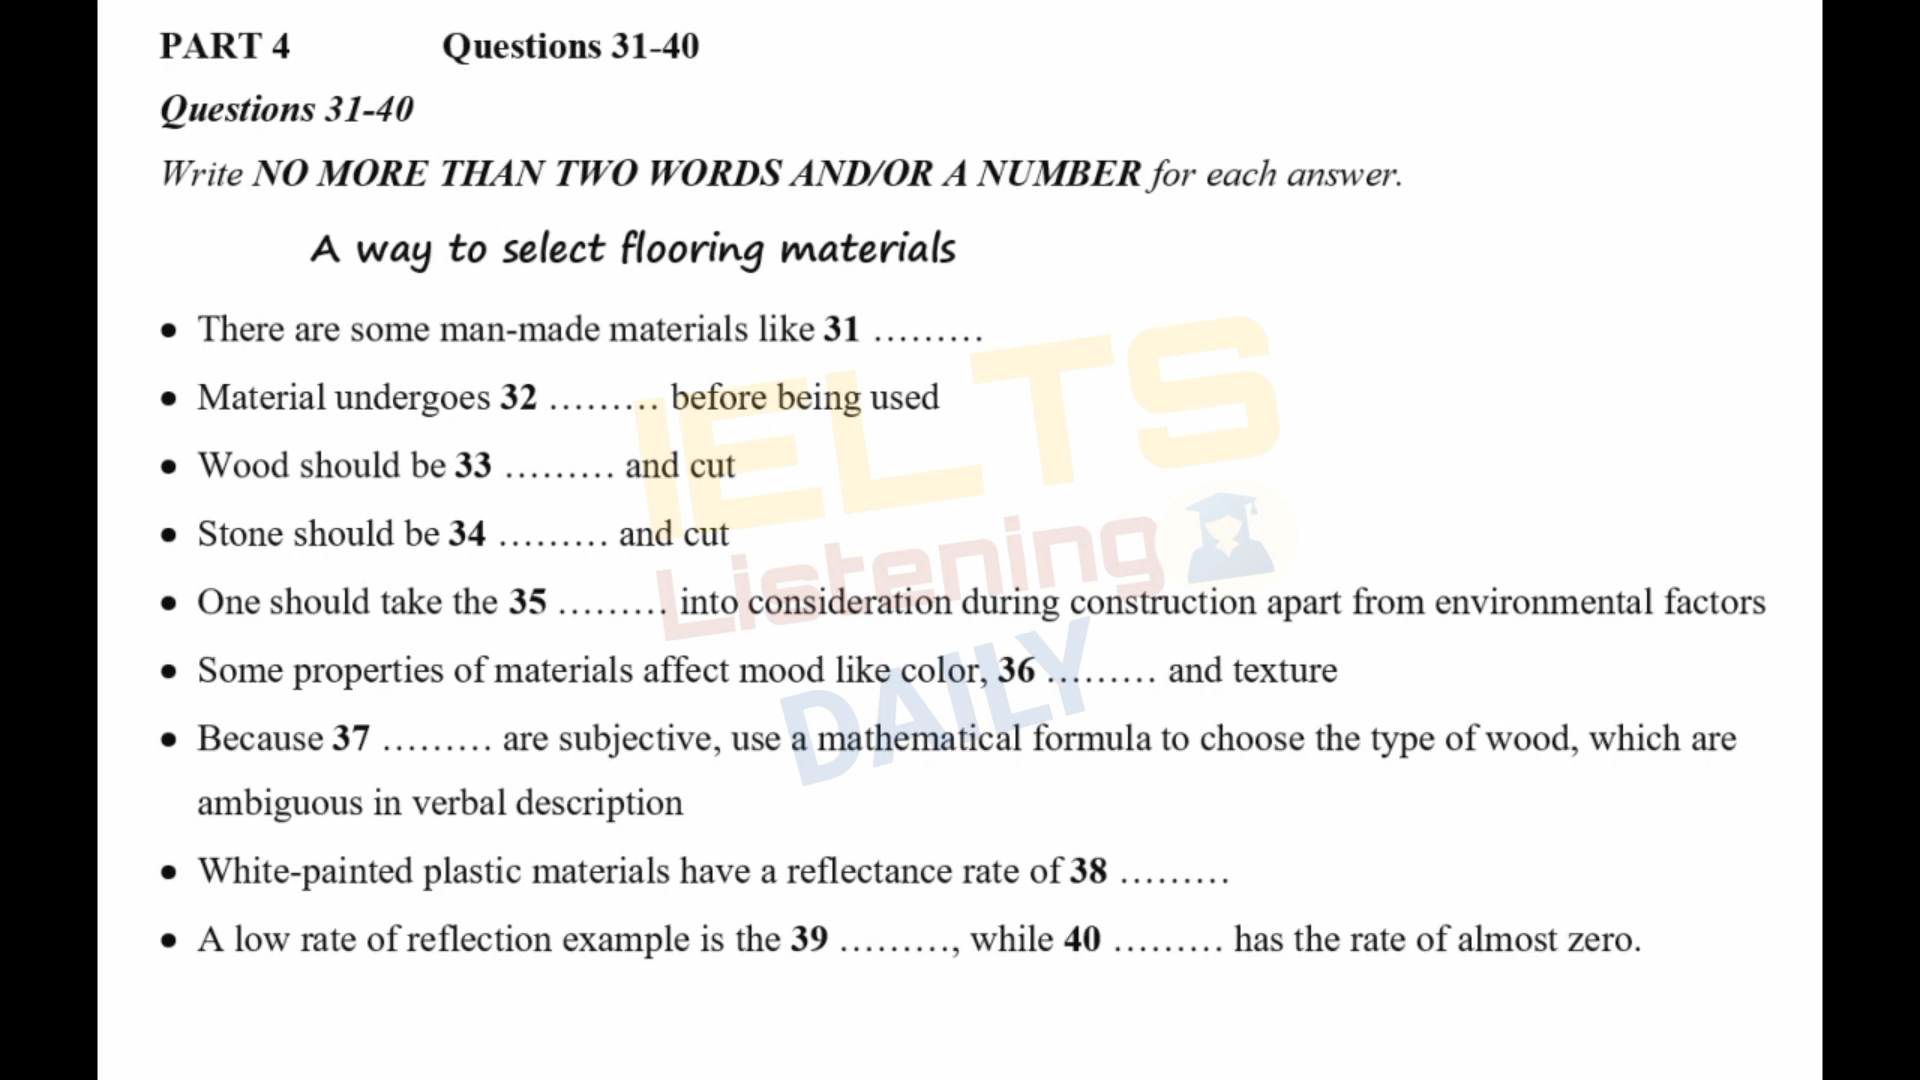 PART 4 Questions 31-40
Questions 31-40
Write NO MORE THAN TWO WORDS AND/OR A NUMBER for each answer.
A way to select flooring materials
• There are some man-made materials like 31 .........
• Material undergoes 32 ......... before being used
• Wood should be 33 ......... and cut
• Stone should be 34 ......... and cut
• One should take the 35 ......... into consideration during construction apart from environmental factors
• Some properties of materials affect mood like color, 36 ......... and texture
• Because 37 ......... are subjective, use a mathematical formula to choose the type of wood, which are
ambiguous in verbal description
• White-painted plastic materials have a reflectance rate of 38 .........
• A low rate of reflection example is the 39 ........., while 40 ......... has the rate of almost zero.
IELTS
Listening
DAILY